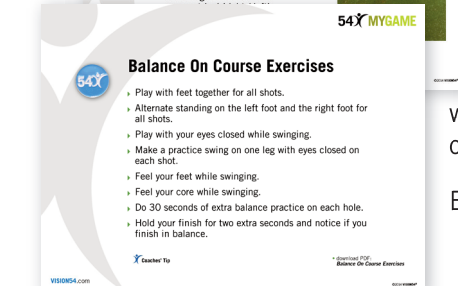 54 MYGAME
54
Balance On Course Exercises
Play with feet together for all shots.
Alternate standing on the left foot and the right foot for
all shots.
Play with your eyes closed while swinging.
Make a practice swing on one leg with eyes closed on
each shot.
Feel your feet while swinging.
Feel your core while swinging.
Do 30 seconds of extra balance practice on each hole.
Hold your finish for two extra seconds and notice if you
finish in balance.
Coaches' Tip
* download PDF:
Balance On Course Exercises
VISION54.com